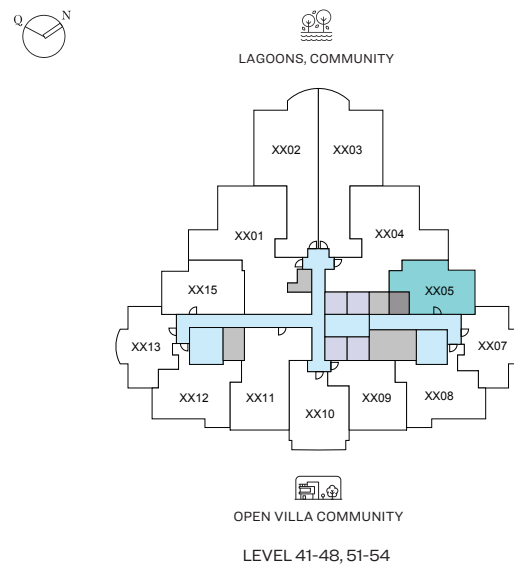 Q N
LAGOONS, COMMUNITY
XX02 XX03
XX01 XX04
XX15 XX05
XX13 XX07
XX12 XX11 XX10 XX09 XX08
OPEN VILLA COMMUNITY
LEVEL 41-48, 51-54